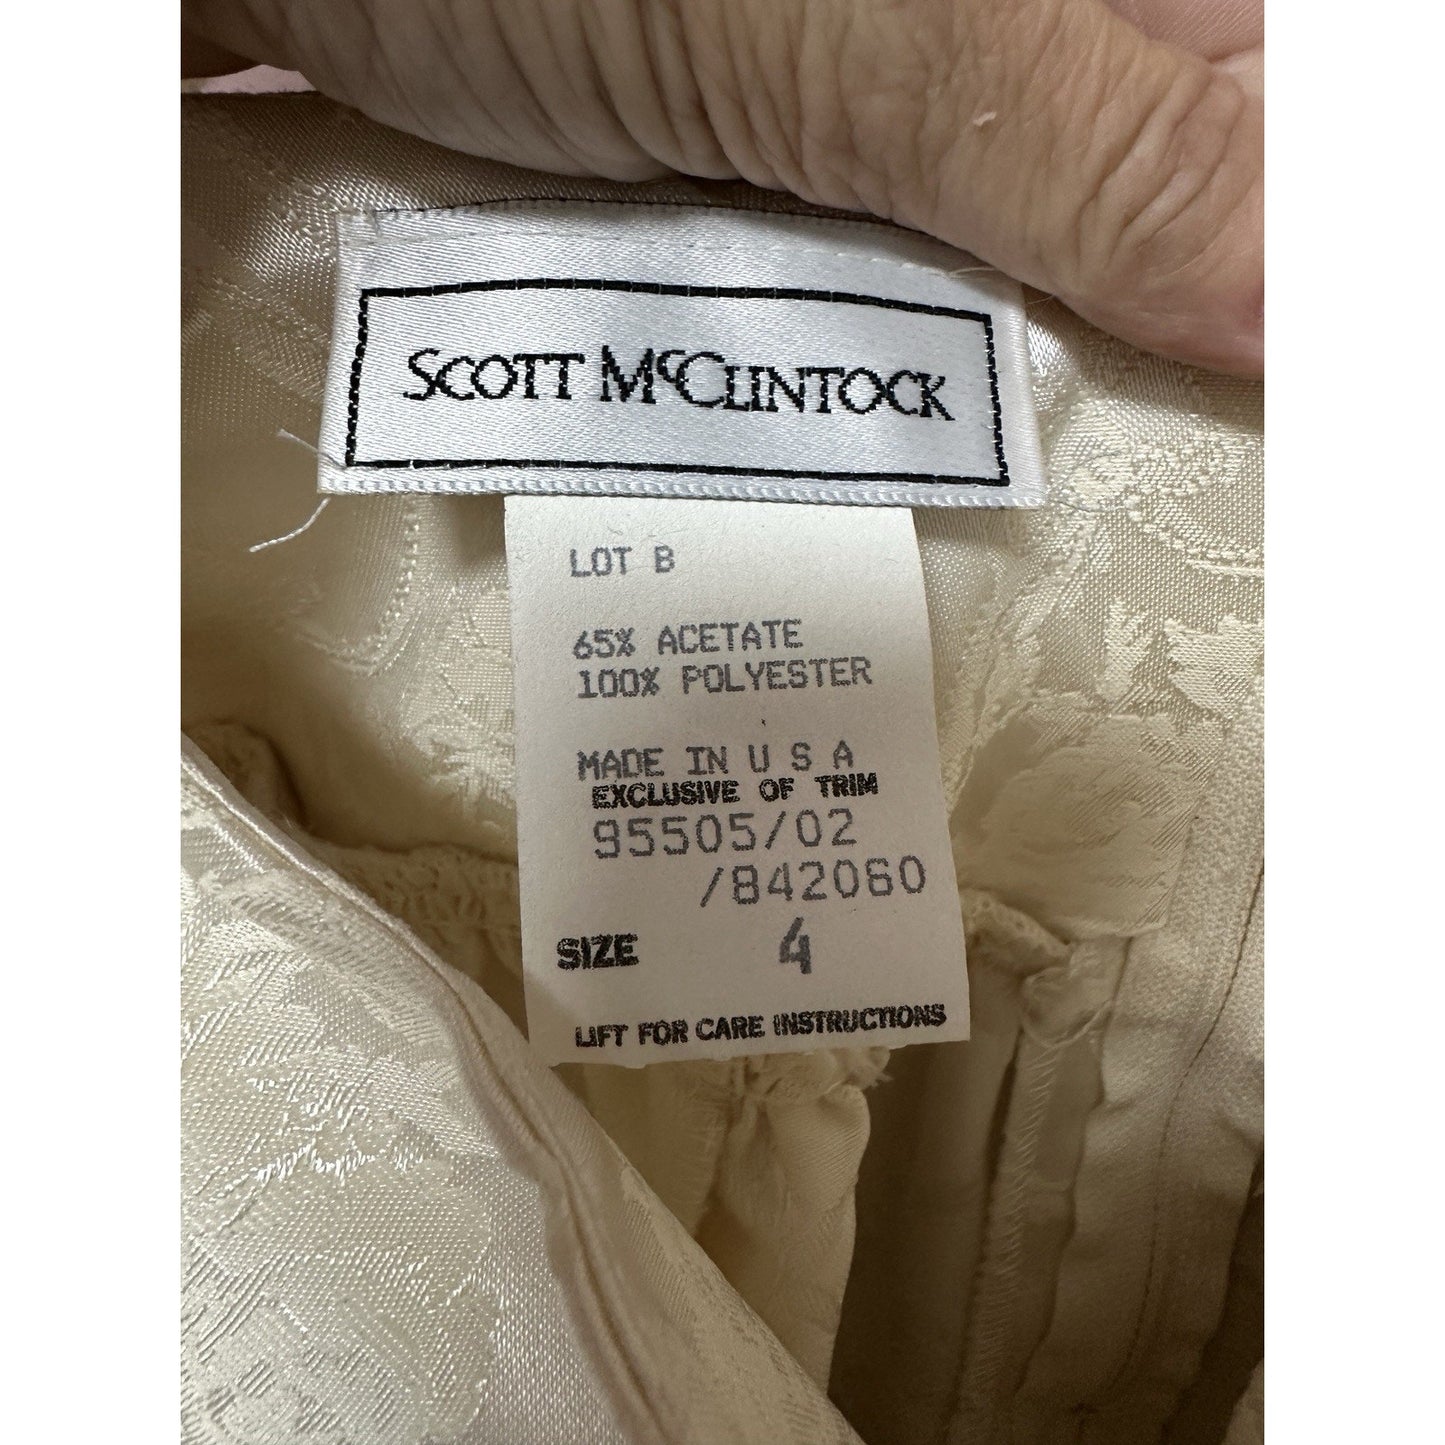 SCOTT McCLINTOCK
LOT B
65% ACETATE
100% POLYESTER
MADE IN U S A
EXCLUSIVE OF TRIM
95505/02
/842060
SIZE 4
LIFT FOR CARE INSTRUCTIONS